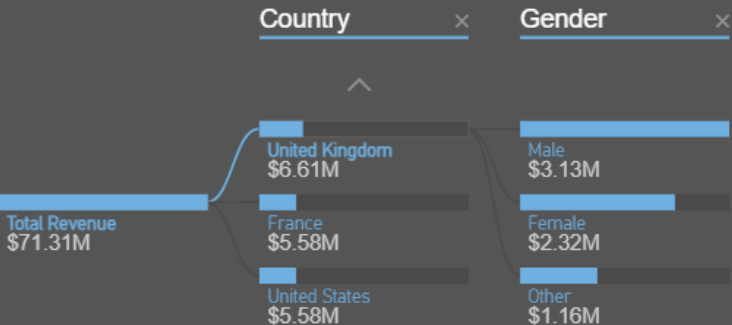 Country ×
Gender ×
Total Revenue
$71.31M
United Kingdom
$6.61M
France
$5.58M
United States
$5.58M
Male
$3.13M
Female
$2.32M
Other
$1.16M